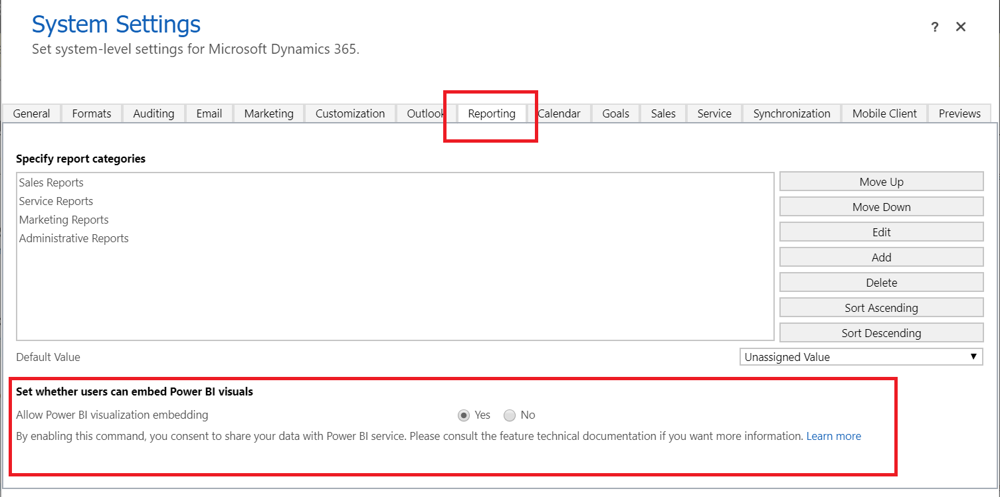 System Settings
? ✕
Set system-level settings for Microsoft Dynamics 365.
General Formats Auditing Email Marketing Customization Outlook Reporting Calendar Goals Sales Service Synchronization Mobile Client Previews
Specify report categories
Sales Reports
Service Reports
Marketing Reports
Administrative Reports
Move Up
Move Down
Edit
Add
Delete
Sort Ascending
Sort Descending
Default Value Unassigned Value
Set whether users can embed Power BI visuals
Allow Power BI visualization embedding Yes No
By enabling this command, you consent to share your data with Power BI service. Please consult the feature technical documentation if you want more information. Learn more